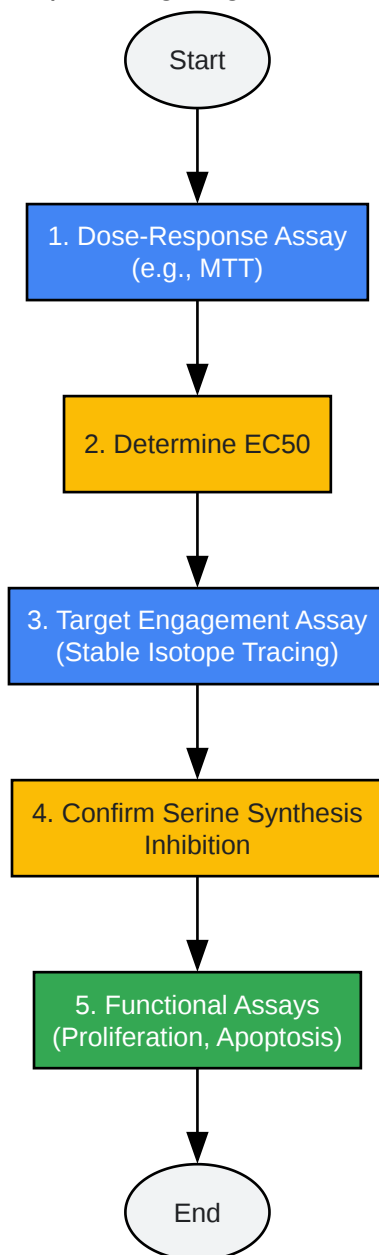 Start
1. Dose-Response Assay
(e.g., MTT)
2. Determine EC50
3. Target Engagement Assay
(Stable Isotope Tracing)
4. Confirm Serine Synthesis
Inhibition
5. Functional Assays
(Proliferation, Apoptosis)
End